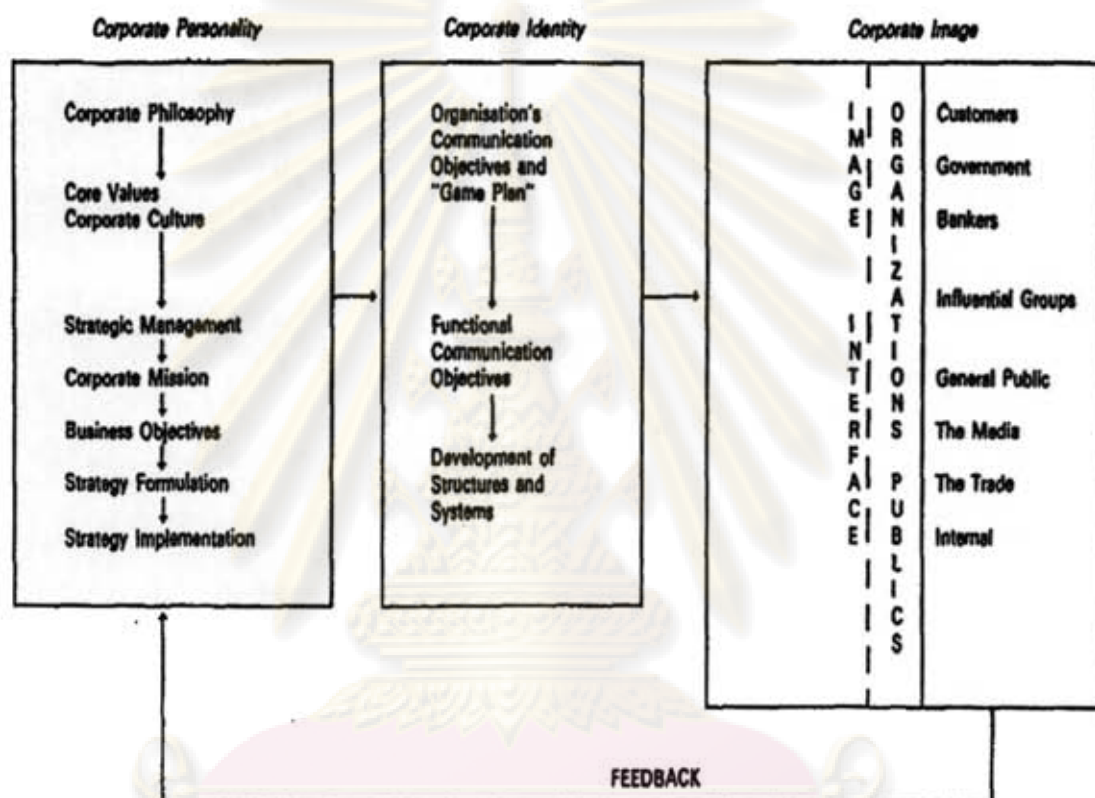 Corporate Personality
Corporate Philosophy
Core Values
Corporate Culture
Strategic Management
Corporate Mission
Business Objectives
Strategy Formulation
Strategy Implementation
Corporate Identity
Organisation's
Communication
Objectives and
"Game Plan"
Functional
Communication
Objectives
Development of
Structures and
Systems
Corporate Image
IMAGE INTERFACE
ORGANIZATIONS PUBLICS
Customers
Government
Bankers
Influential Groups
General Public
The Media
The Trade
Internal
FEEDBACK